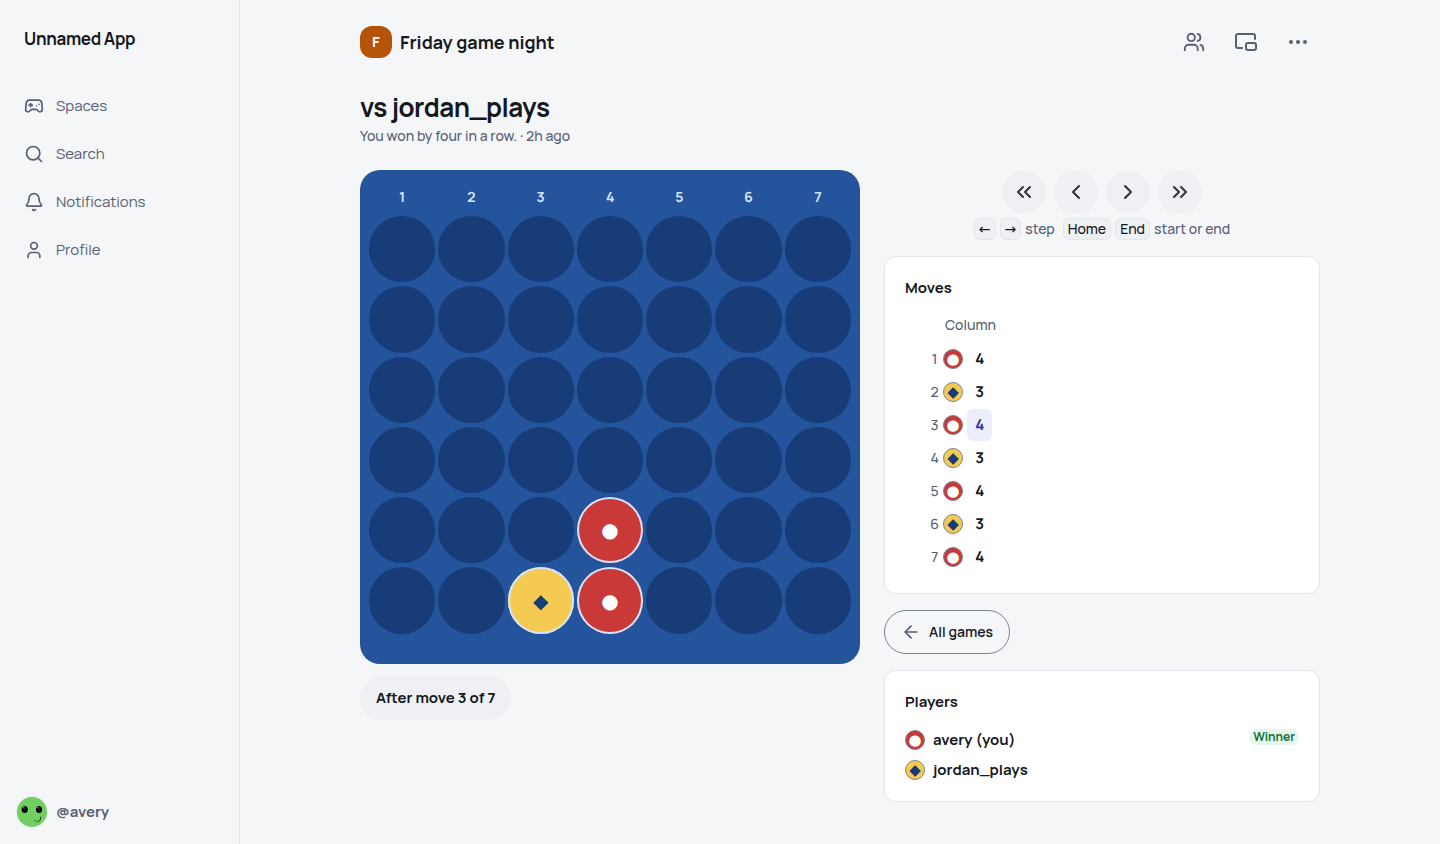 Unnamed App
Spaces
Search
Notifications
Profile
@avery
F Friday game night
vs jordan_plays
You won by four in a row. · 2h ago
1 2 3 4 5 6 7
After move 3 of 7
← → step Home End start or end
Moves
Column
1 4
2 3
3 4
4 3
5 4
6 3
7 4
All games
Players
avery (you) Winner
jordan_plays